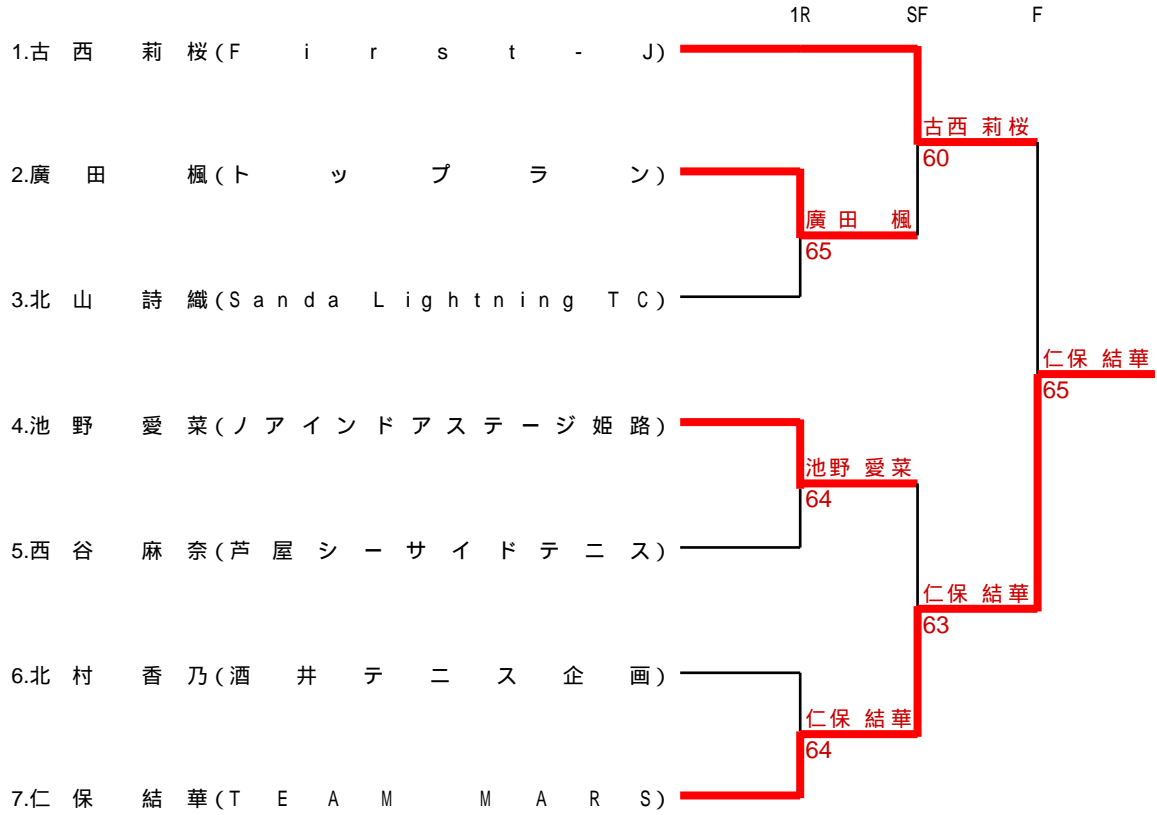 1R SF F
1.古西 莉桜(First-J)
古西 莉桜
60
2.廣田 楓(トップラン)
廣田 楓
65
3.北山 詩織(Sanda Lightning TC)
仁保 結華
65
4.池野 愛菜(ノアインドアステージ姫路)
池野 愛菜
64
5.西谷 麻奈(芦屋シーサイドテニス)
仁保 結華
63
6.北村 香乃(酒井テニス企画)
仁保 結華
64
7.仁保 結華(TEAM MARS)